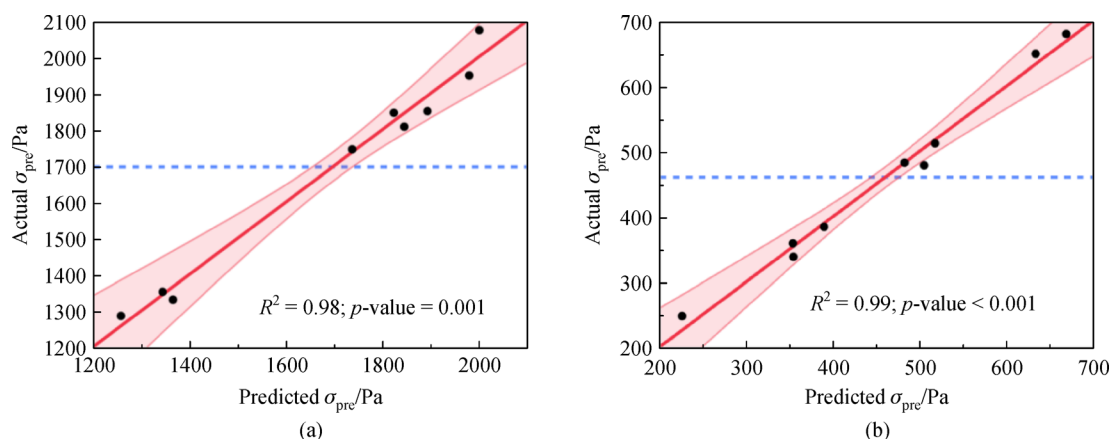 2100
2000
1900
1800
1700
1600
1500
1400
1300
1200
1200 1400 1600 1800 2000
Actual σpre/Pa
Predicted σpre/Pa
R² = 0.98; p-value = 0.001
(a)
700
600
500
400
300
200
200 300 400 500 600 700
Actual σpre/Pa
Predicted σpre/Pa
R² = 0.99; p-value < 0.001
(b)